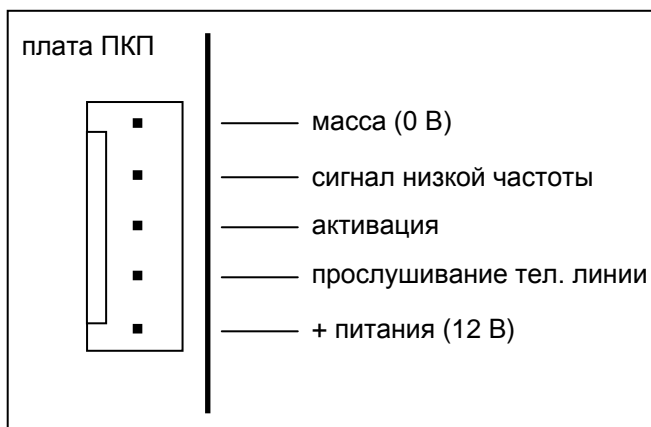 плата ПКП
масса (0 В)
сигнал низкой частоты
активация
прослушивание тел. линии
+ питания (12 В)